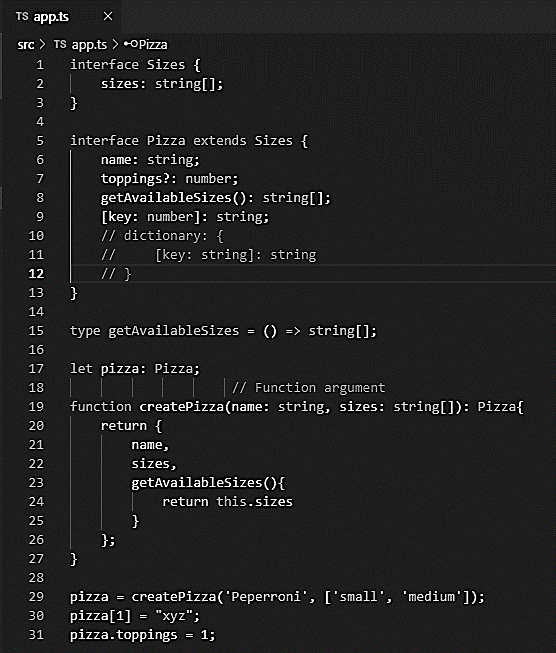 TS app.ts ×
src > TS app.ts > Pizza
1 interface Sizes {
2     sizes: string[];
3 }
4
5 interface Pizza extends Sizes {
6     name: string;
7     toppings?: number;
8     getAvailableSizes(): string[];
9     [key: number]: string;
10     // dictionary: {
11     //     [key: string]: string
12     // }
13 }
14
15 type getAvailableSizes = () => string[];
16
17 let pizza: Pizza;
18                     // Function argument
19 function createPizza(name: string, sizes: string[]): Pizza{
20     return {
21         name,
22         sizes,
23         getAvailableSizes(){
24             return this.sizes
25         }
26     };
27 }
28
29 pizza = createPizza('Peperroni', ['small', 'medium']);
30 pizza[1] = "xyz";
31 pizza.toppings = 1;